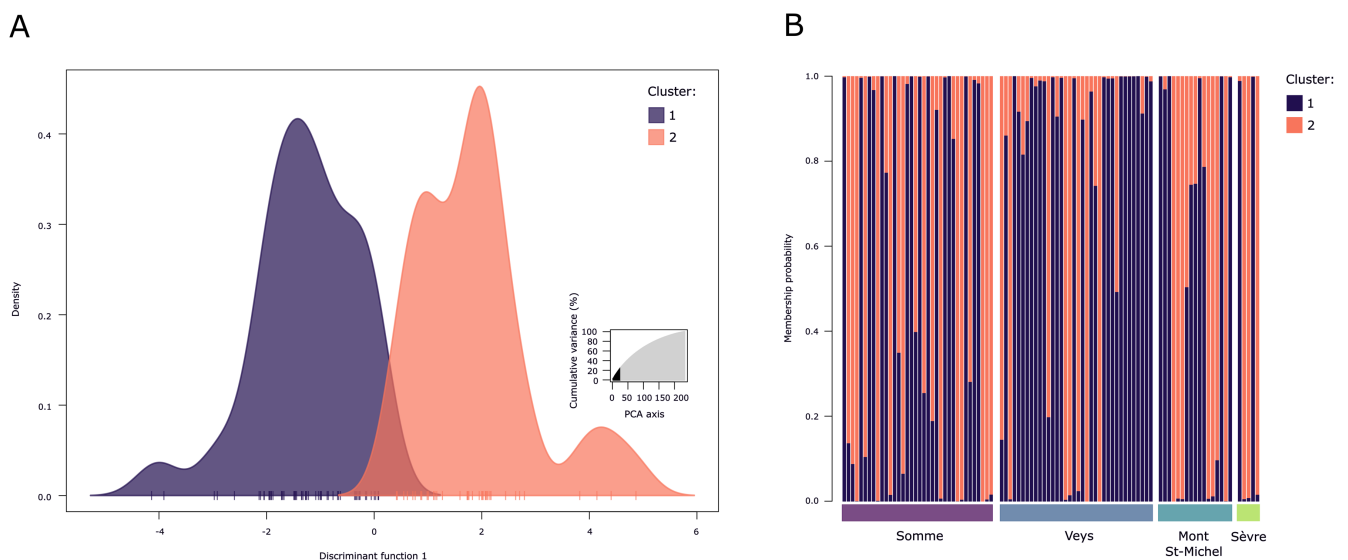 A
B
Cluster:
1
2
Density
0.4
0.3
0.2
0.1
0.0
-4
-2
0
2
4
6
Discriminant function 1
Cumulative variance (%)
100
80
60
40
20
0
0 50 100 150 200
PCA axis
Membership probability
1.0
0.8
0.6
0.4
0.2
0.0
Cluster:
1
2
Somme
Veys
Mont
St-Michel
Sèvre